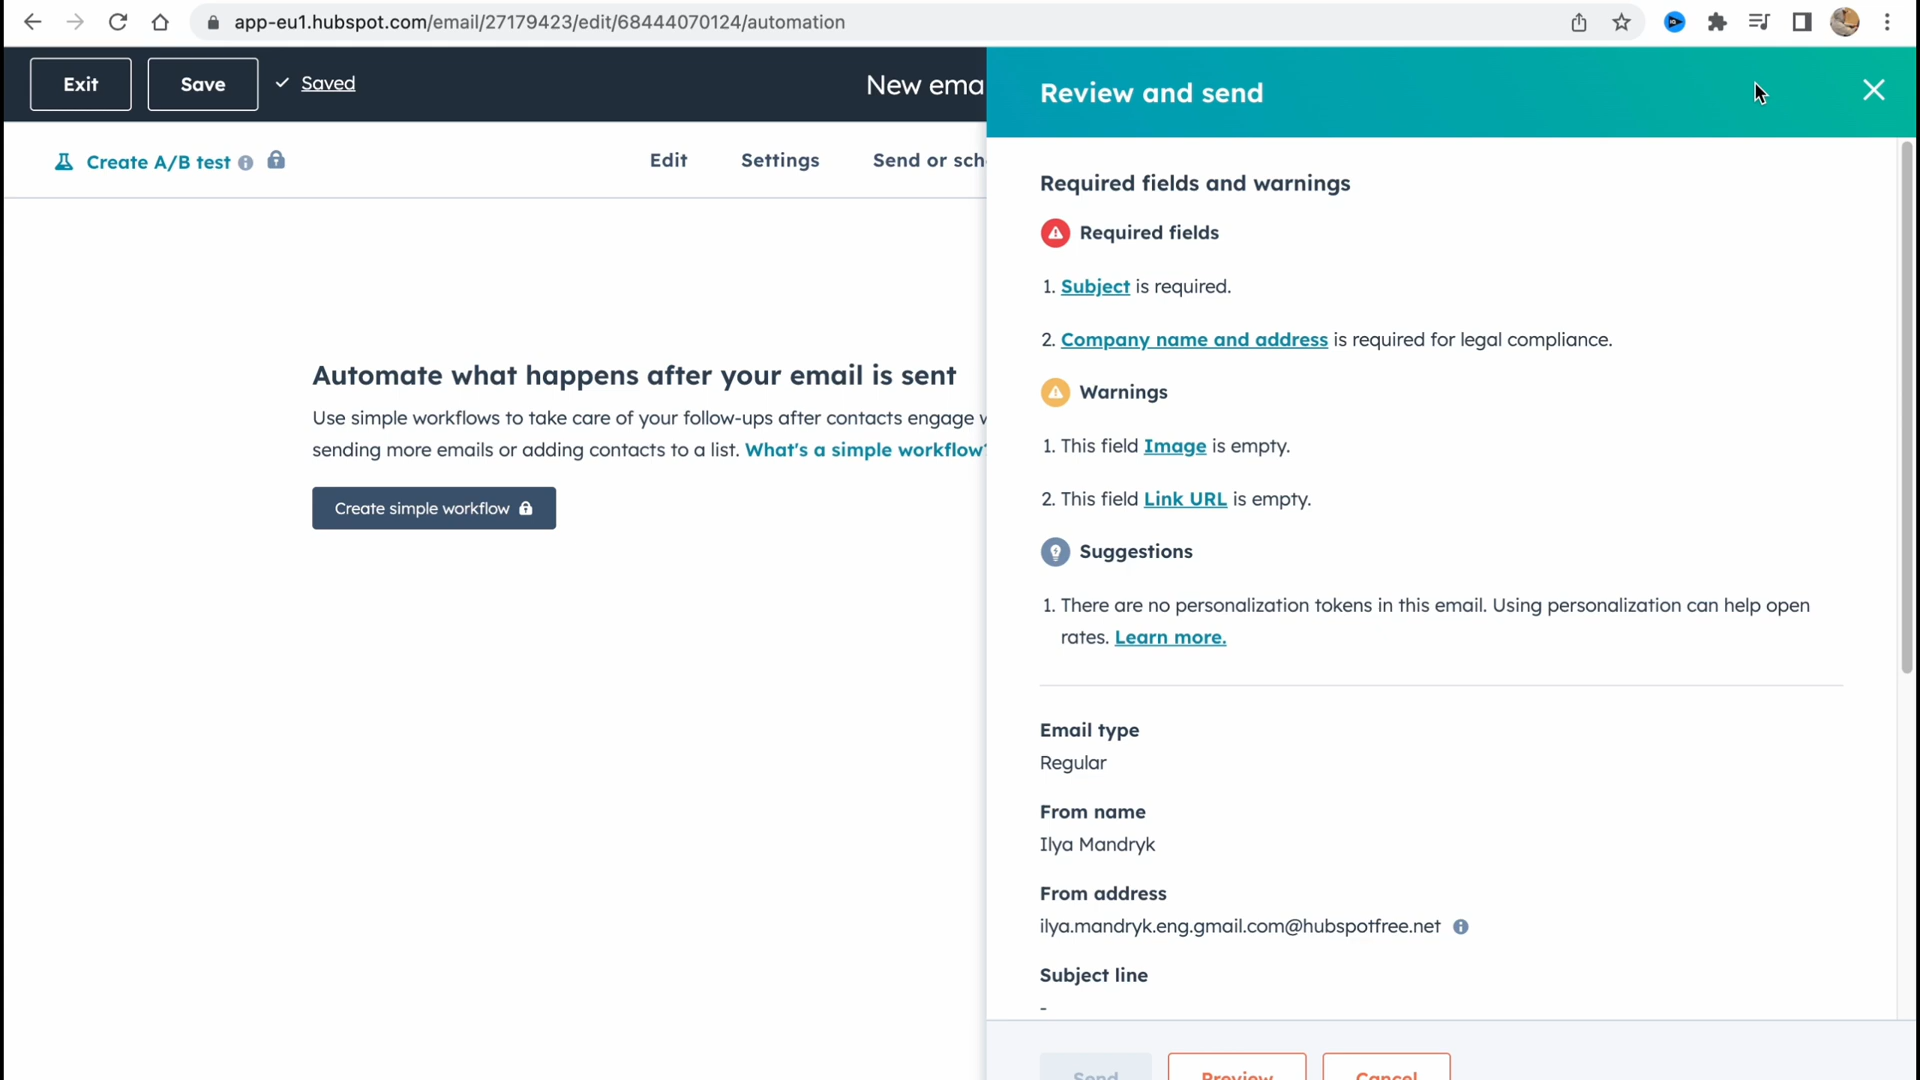 app-eu1.hubspot.com/email/27179423/edit/68444070124/automation
Exit
Save
Saved
New ema
Review and send
Create A/B test
Edit
Settings
Send or sch
Required fields and warnings
Required fields
1. Subject is required.
2. Company name and address is required for legal compliance.
Warnings
1. This field Image is empty.
2. This field Link URL is empty.
Suggestions
1. There are no personalization tokens in this email. Using personalization can help open
rates. Learn more.
Automate what happens after your email is sent
Use simple workflows to take care of your follow-ups after contacts engage w
sending more emails or adding contacts to a list. What's a simple workflow?
Create simple workflow
Email type
Regular
From name
Ilya Mandryk
From address
ilya.mandryk.eng.gmail.com@hubspotfree.net
Subject line
-
Send
Preview
Cancel